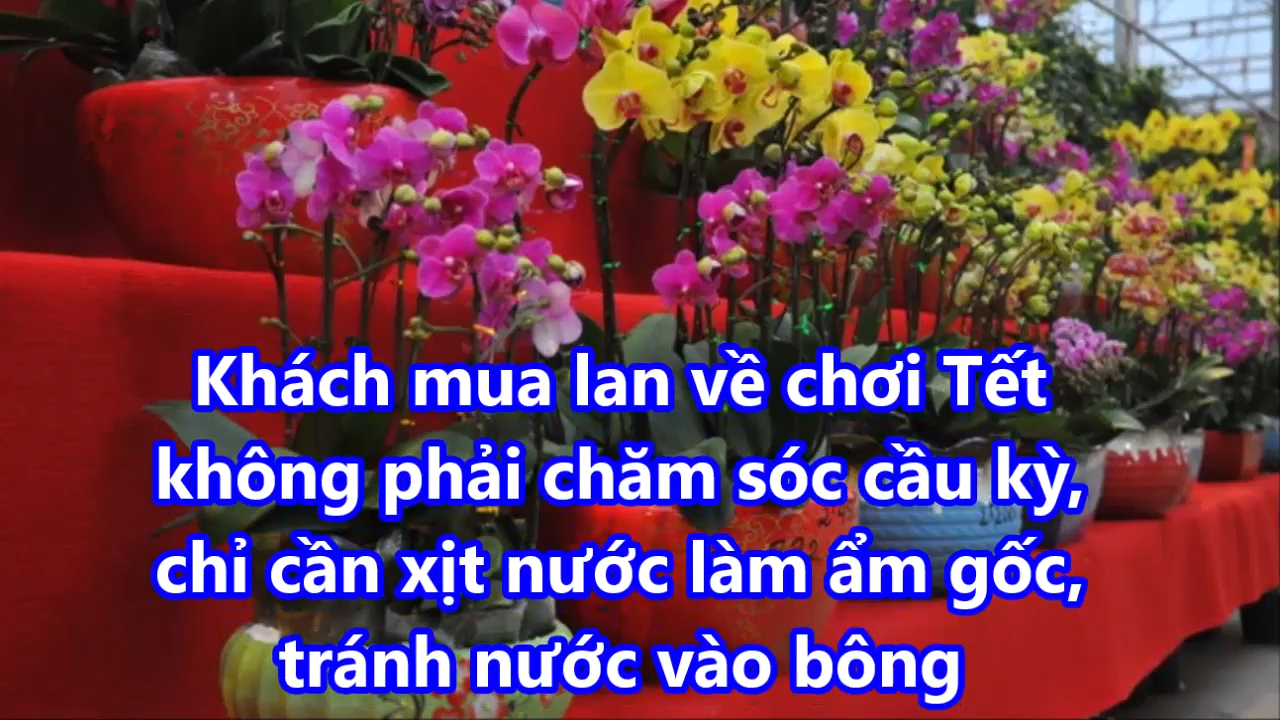 Khách mua lan về chơi Tết
không phải chăm sóc cầu kỳ,
chỉ cần xịt nước làm ẩm gốc,
tránh nước vào bông